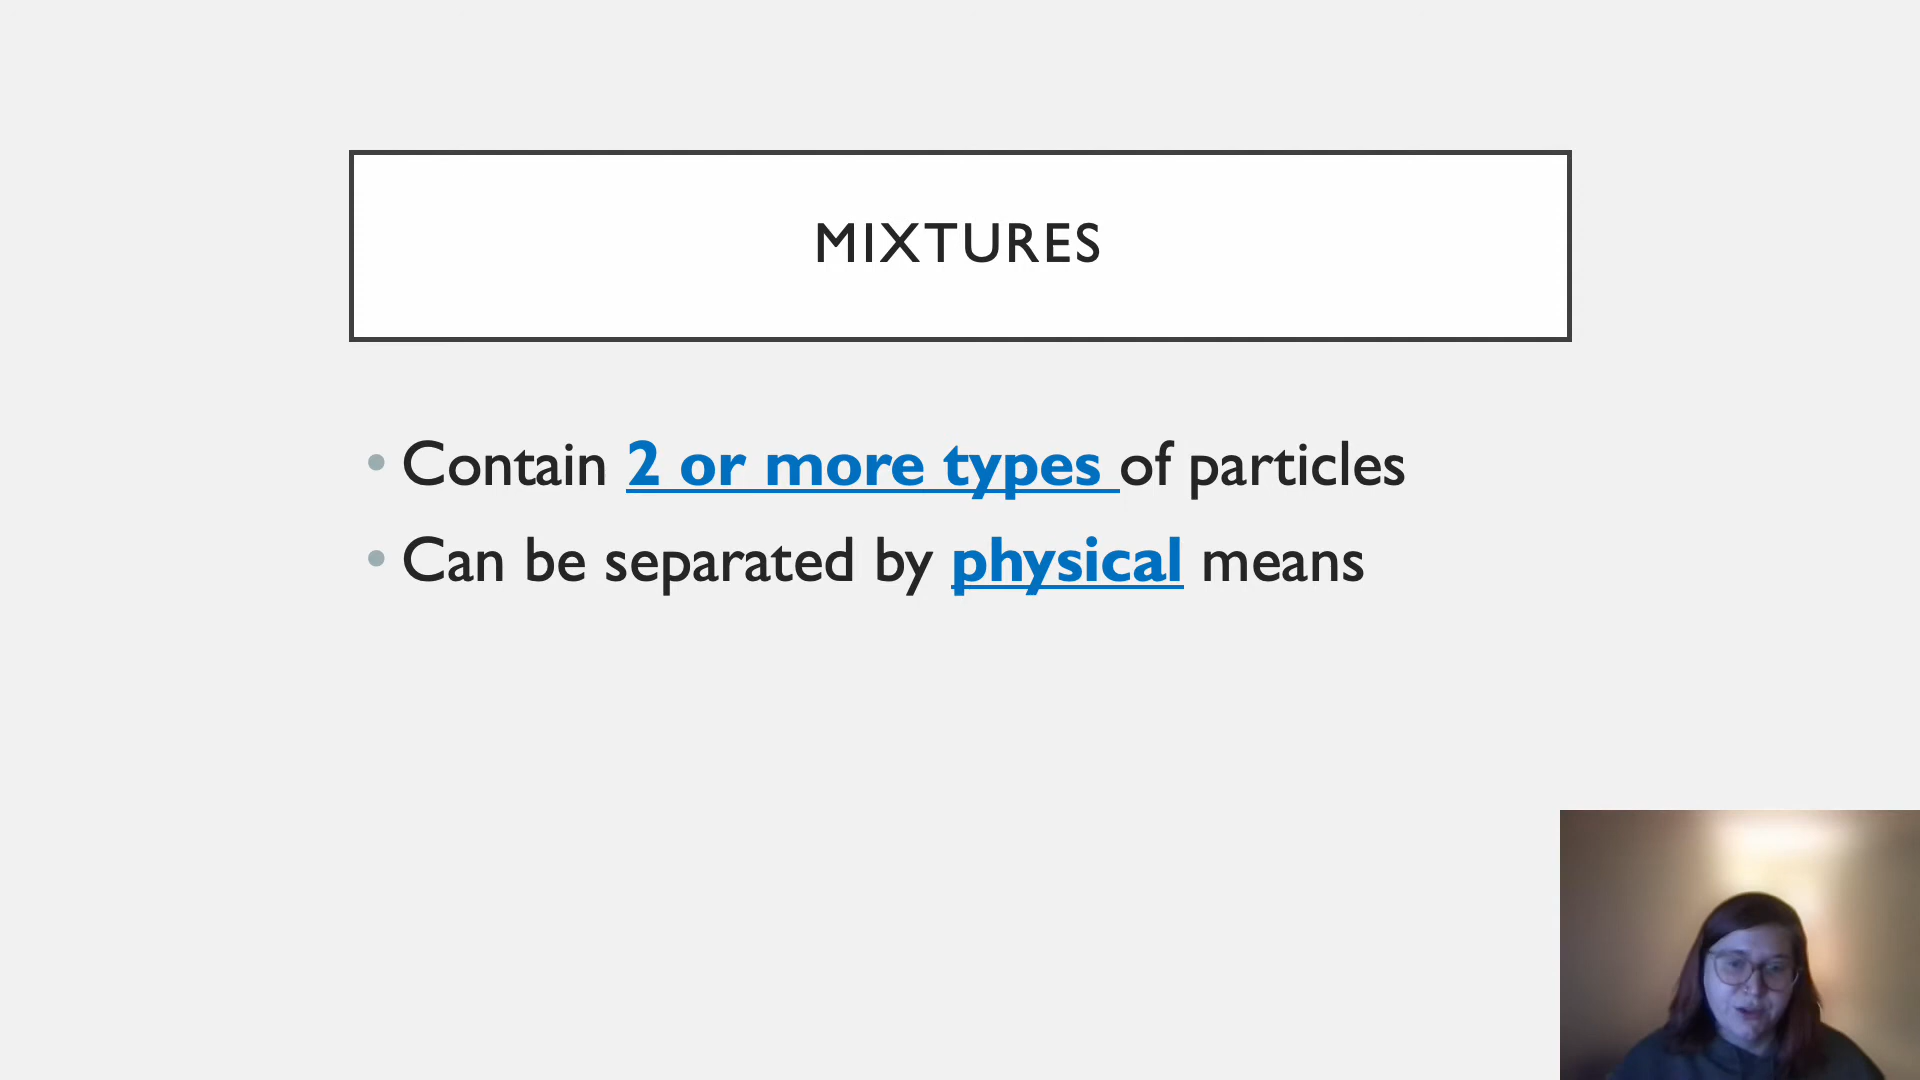 MIXTURES
• Contain 2 or more types of particles
• Can be separated by physical means